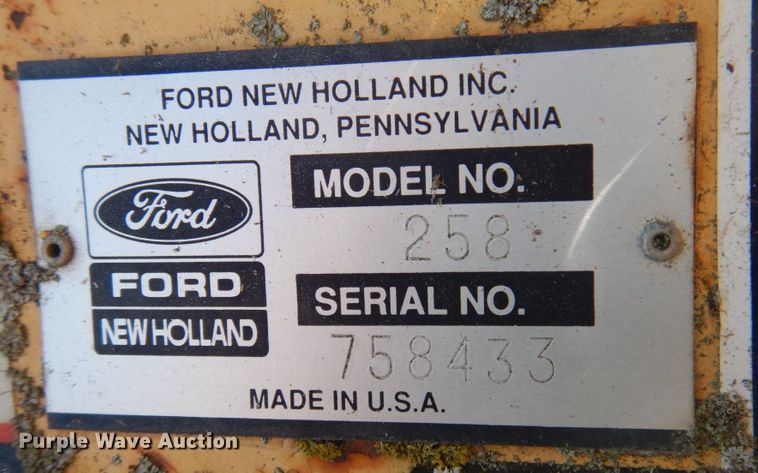 FORD NEW HOLLAND INC.
NEW HOLLAND, PENNSYLVANIA
Ford
FORD
NEW HOLLAND
MODEL NO.
258
SERIAL NO.
758433
MADE IN U.S.A.
Purple Wave Auction